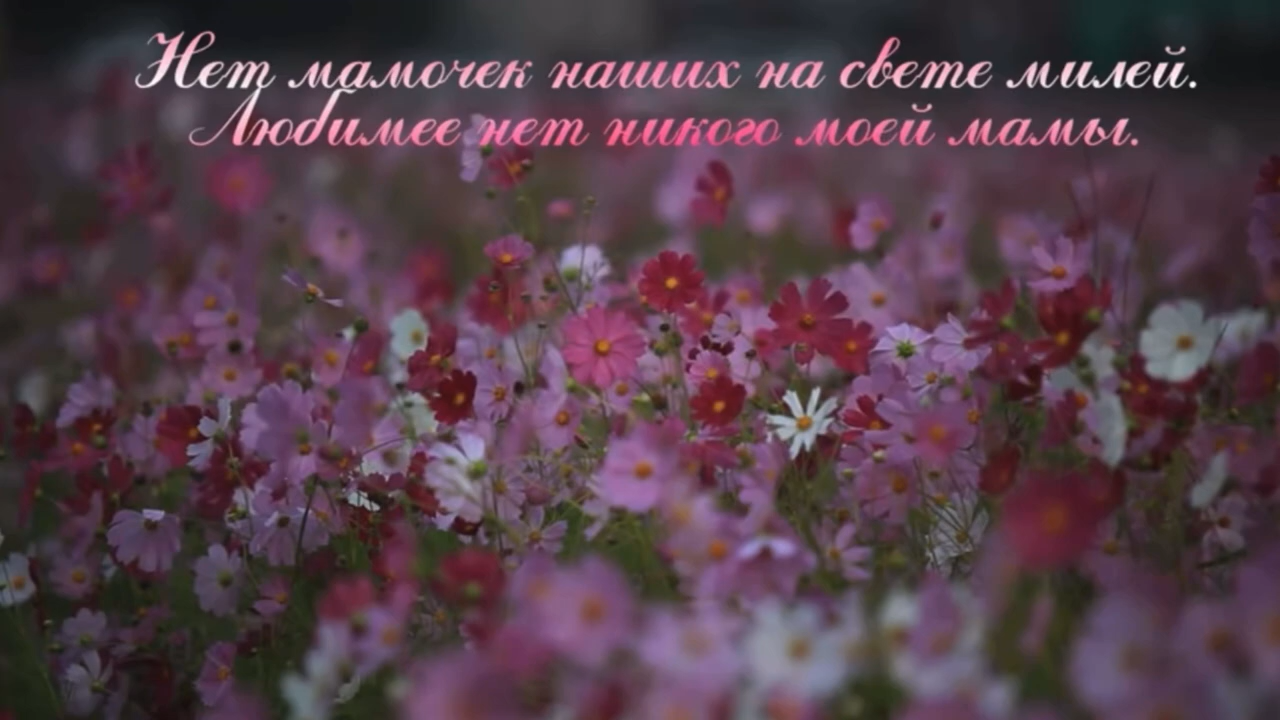 Нет мамочек наших на свете милей.
Любимее нет никого моей мамы.